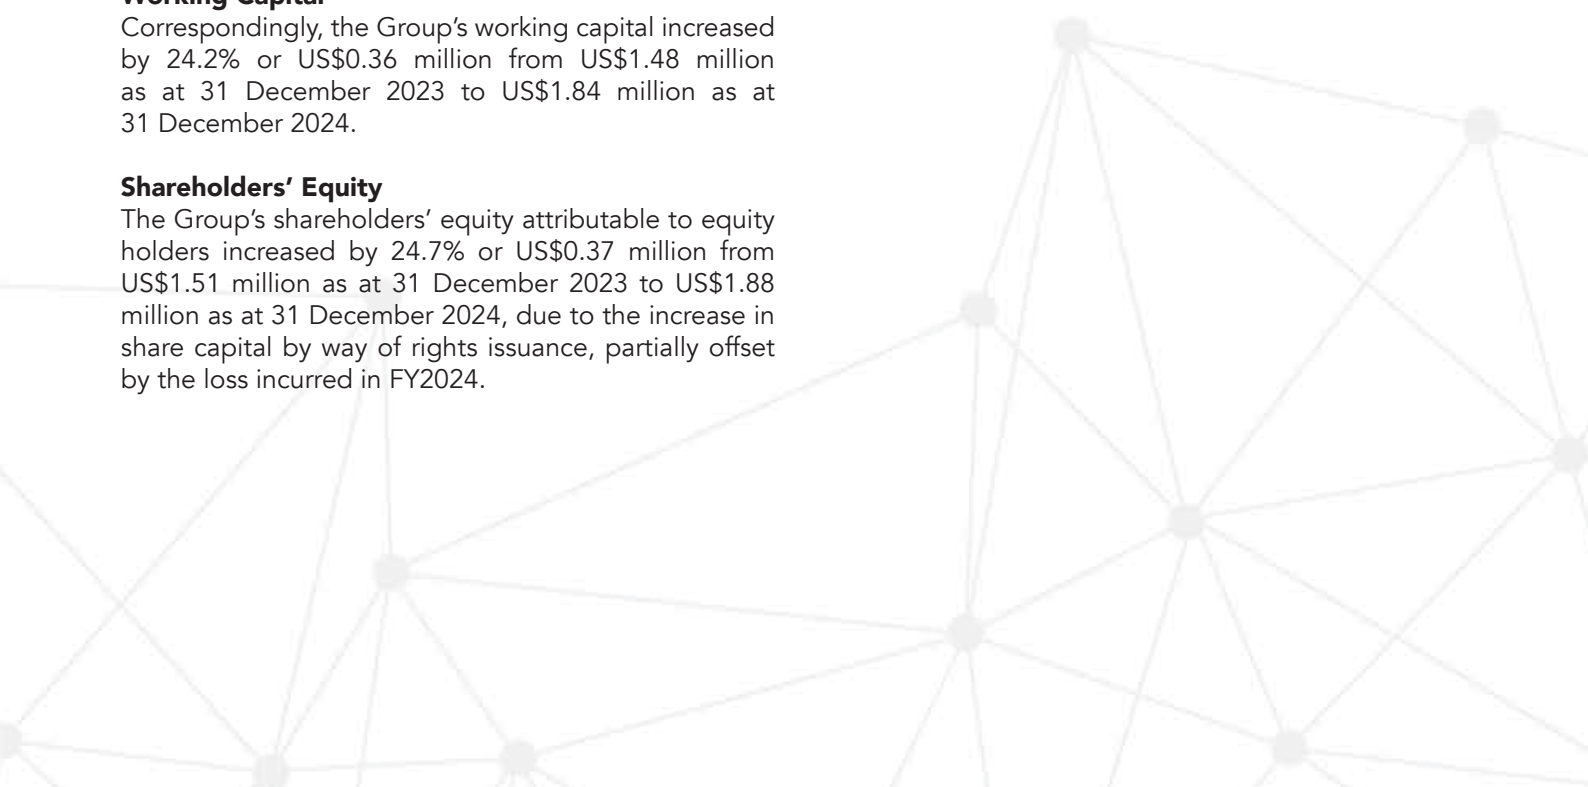 Working Capital
Correspondingly, the Group's working capital increased
by 24.2% or US$0.36 million from US$1.48 million
as at 31 December 2023 to US$1.84 million as at
31 December 2024.
Shareholders' Equity
The Group's shareholders' equity attributable to equity
holders increased by 24.7% or US$0.37 million from
US$1.51 million as at 31 December 2023 to US$1.88
million as at 31 December 2024, due to the increase in
share capital by way of rights issuance, partially offset
by the loss incurred in FY2024.